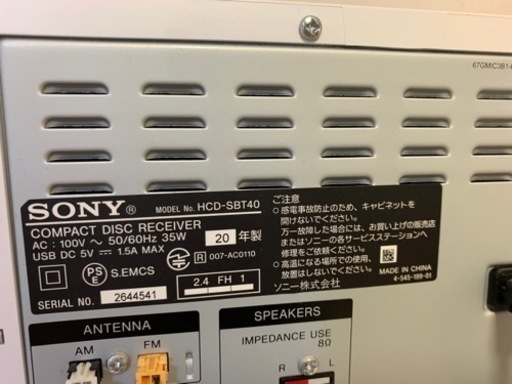 67GMIC3B1-
SONY® MODEL No. HCD-SBT40
COMPACT DISC RECEIVER
AC : 100V ～ 50/60Hz 35W
20 年製
USB DC 5V ⎓ 1.5A MAX
PS E S.EMCS
R 007-AC0110
2.4 FH 1
SERIAL NO. 2644541
ご注意
○ 感電事故防止のため、キャビネットを
開けないでください。
万一故障した場合には、お買い上げの販売店
またはソニーの各サービスステーションへ
修理をご依頼ください。
○ 高温になる場所での使用、
放置はしないでください。
ソニー株式会社
MADE IN CHINA
4-545-199-01
ANTENNA
AM FM
SPEAKERS
IMPEDANCE USE
8Ω
R L